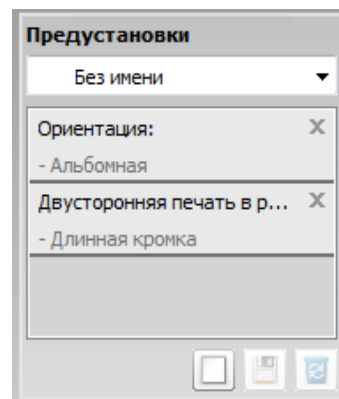 Предустановки
Без имени
Ориентация: X
- Альбомная
Двусторонняя печать в р... X
- Длинная кромка